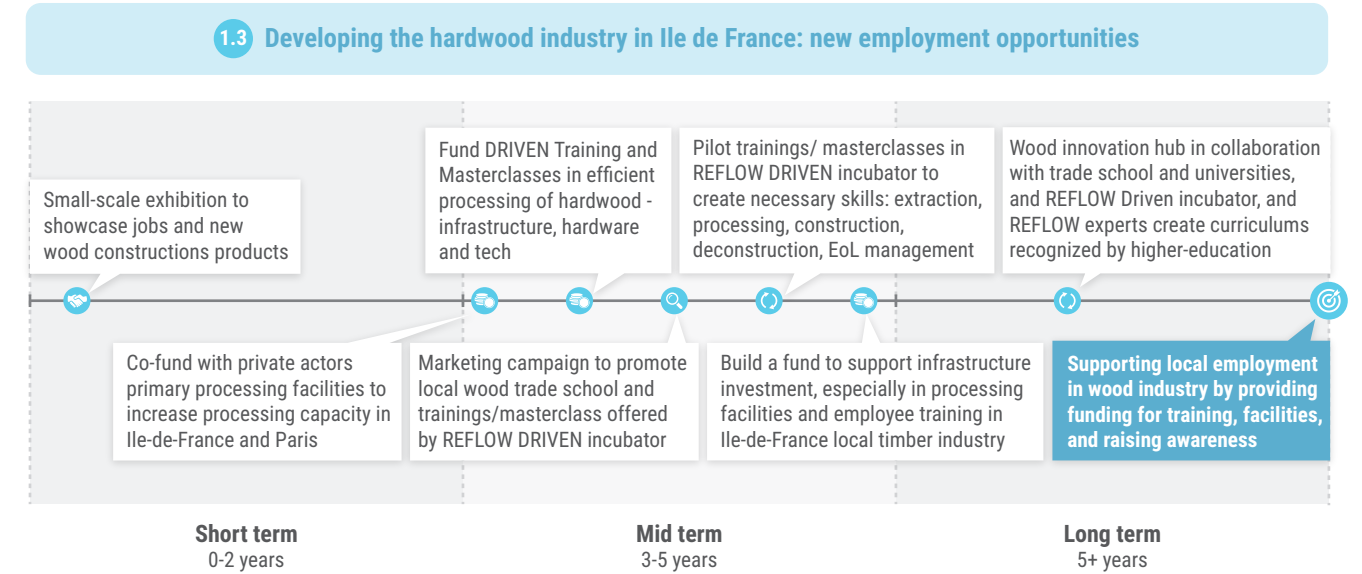 1.3 Developing the hardwood industry in Ile de France: new employment opportunities
Small-scale exhibition to
showcase jobs and new
wood constructions products
Fund DRIVEN Training and
Masterclasses in efficient
processing of hardwood -
infrastructure, hardware
and tech
Pilot trainings/ masterclasses in
REFLOW DRIVEN incubator to
create necessary skills: extraction,
processing, construction,
deconstruction, EoL management
Wood innovation hub in collaboration
with trade school and universities,
and REFLOW Driven incubator, and
REFLOW experts create curriculums
recognized by higher-education
Co-fund with private actors
primary processing facilities to
increase processing capacity in
Ile-de-France and Paris
Marketing campaign to promote
local wood trade school and
trainings/masterclass offered
by REFLOW DRIVEN incubator
Build a fund to support infrastructure
investment, especially in processing
facilities and employee training in
Ile-de-France local timber industry
Supporting local employment
in wood industry by providing
funding for training, facilities,
and raising awareness
Short term
0-2 years
Mid term
3-5 years
Long term
5+ years